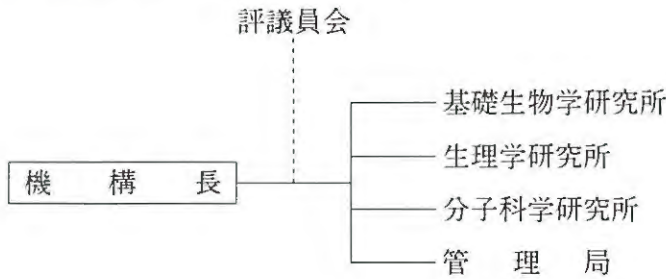 評議員会
基礎生物学研究所
生理学研究所
機構長
分子科学研究所
管理局